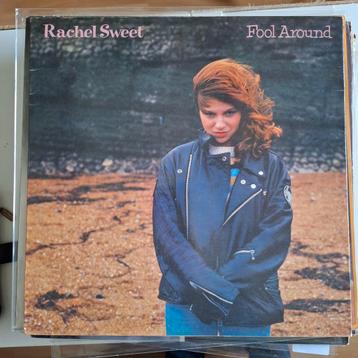 Rachel Sweet
Fool Around